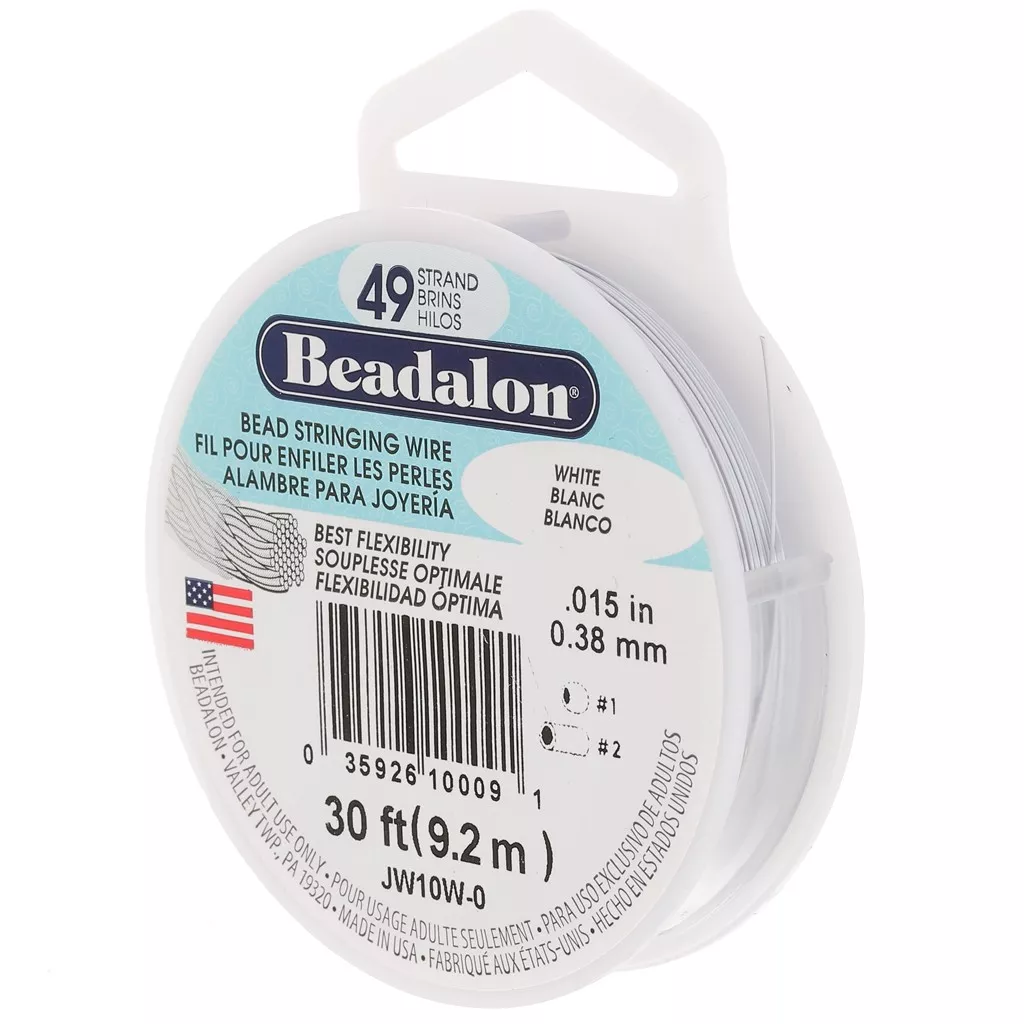 49 STRAND
BRINS
HILOS
Beadalon®
BEAD STRINGING WIRE
FIL POUR ENFILER LES PERLES
ALAMBRE PARA JOYERÍA
WHITE
BLANC
BLANCO
BEST FLEXIBILITY
SOUPLESSE OPTIMALE
FLEXIBILIDAD ÓPTIMA
.015 in
0.38 mm
#1
#2
0 35926 10009 1
30 ft(9.2 m)
JW10W-0
INTENDED FOR ADULT USE ONLY • POUR USAGE ADULTE SEULEMENT • PARA USO EXCLUSIVO DE ADULTOS
BEADALON • VALLEY TWP., PA 19320 • MADE IN USA • FABRIQUÉ AUX ÉTATS-UNIS • HECHO EN ESTADOS UNIDOS